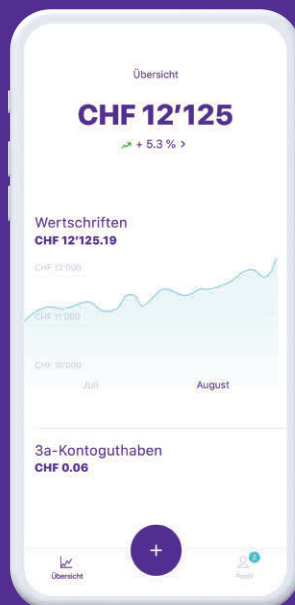 Übersicht
CHF 12’125
+ 5.3 % >
Wertschriften
CHF 12’125.19
CHF 12’000
CHF 11’000
CHF 10’000
Juli August
3a-Kontoguthaben
CHF 0.06
+
2
Übersicht Profil